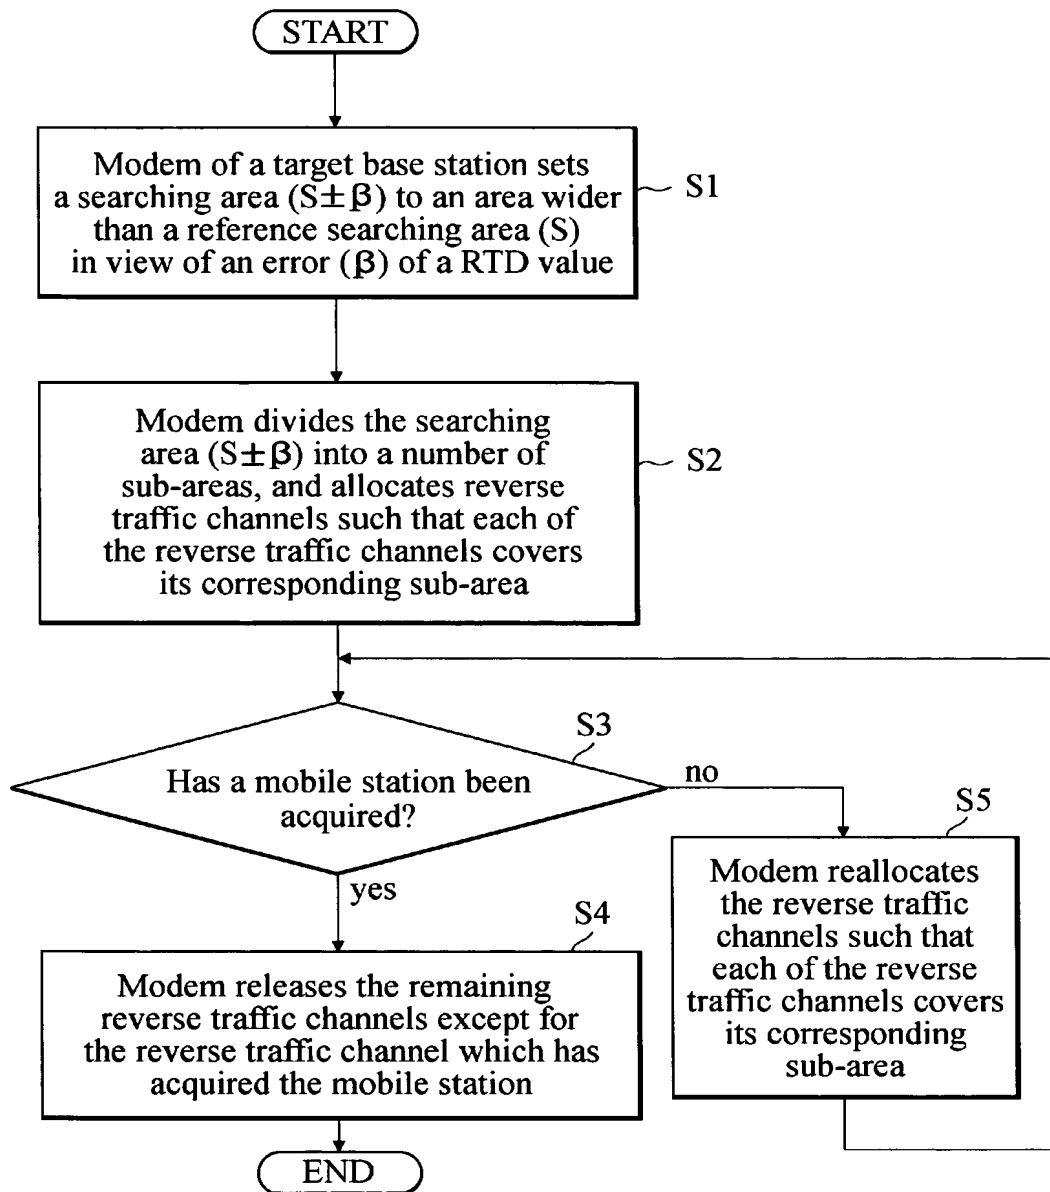 START
Modem of a target base station sets
a searching area (S±β) to an area wider
than a reference searching area (S)
in view of an error (β) of a RTD value
S1
Modem divides the searching
area (S±β) into a number of
sub-areas, and allocates reverse
traffic channels such that each of
the reverse traffic channels covers
its corresponding sub-area
S2
S3
Has a mobile station been
acquired?
no
yes
S5
Modem reallocates
the reverse traffic
channels such that
each of the reverse
traffic channels covers
its corresponding
sub-area
S4
Modem releases the remaining
reverse traffic channels except for
the reverse traffic channel which has
acquired the mobile station
END